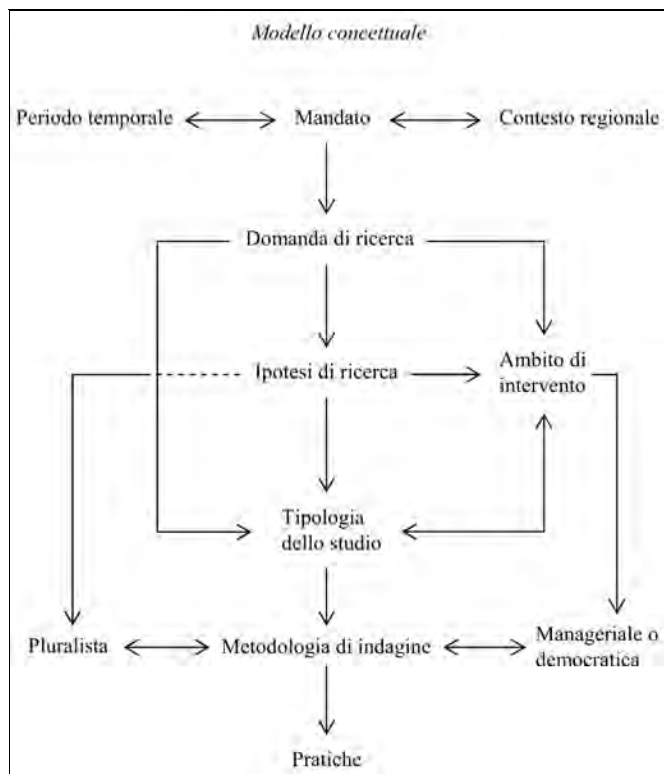 Modello concettuale
Periodo temporale
Mandato
Contesto regionale
Domanda di ricerca
Ipotesi di ricerca
Ambito di
intervento
Tipologia
dello studio
Pluralista
Metodologia di indagine
Manageriale o
democratica
Pratiche